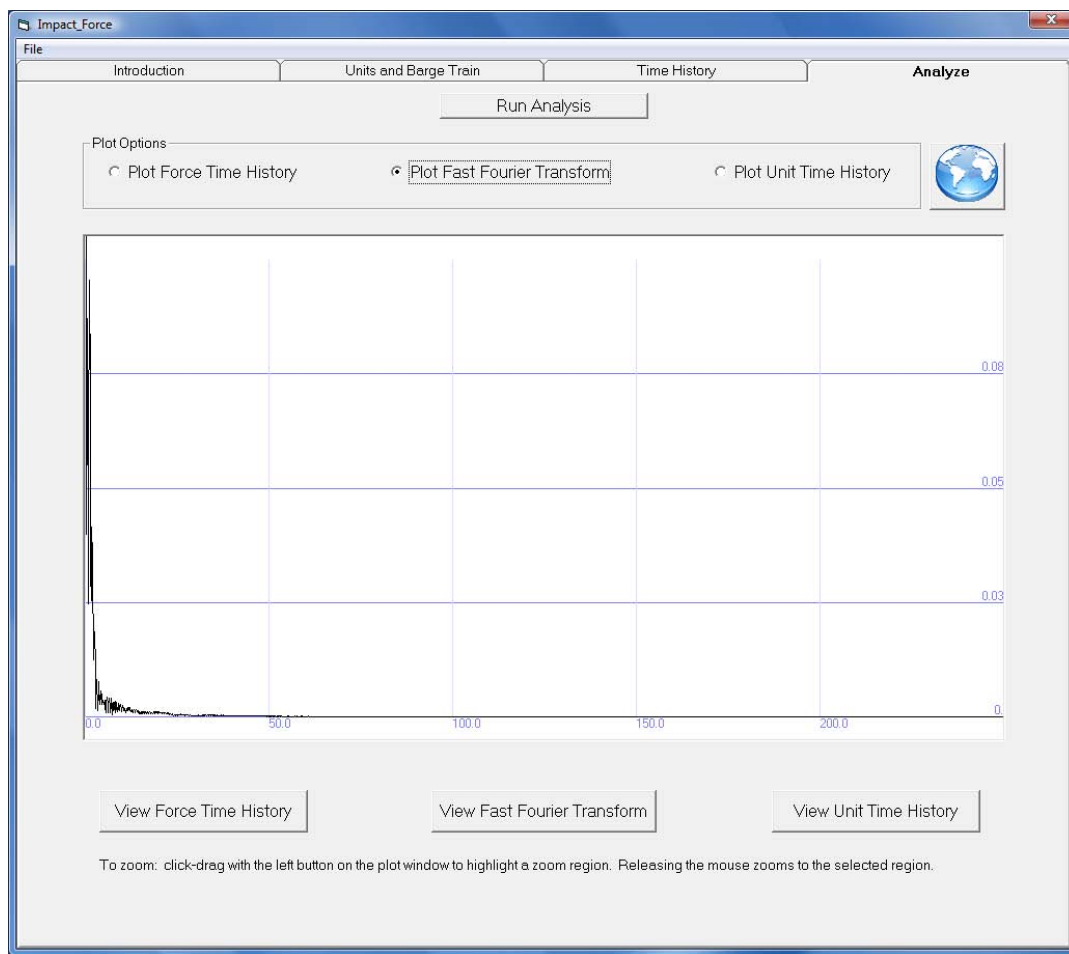 Impact_Force
X
File
Introduction Units and Barge Train Time History Analyze
Run Analysis
Plot Options
Plot Force Time History Plot Fast Fourier Transform Plot Unit Time History
0.08
0.05
0.03
0.
0.0 50.0 100.0 150.0 200.0
View Force Time History View Fast Fourier Transform View Unit Time History
To zoom: click-drag with the left button on the plot window to highlight a zoom region. Releasing the mouse zooms to the selected region.